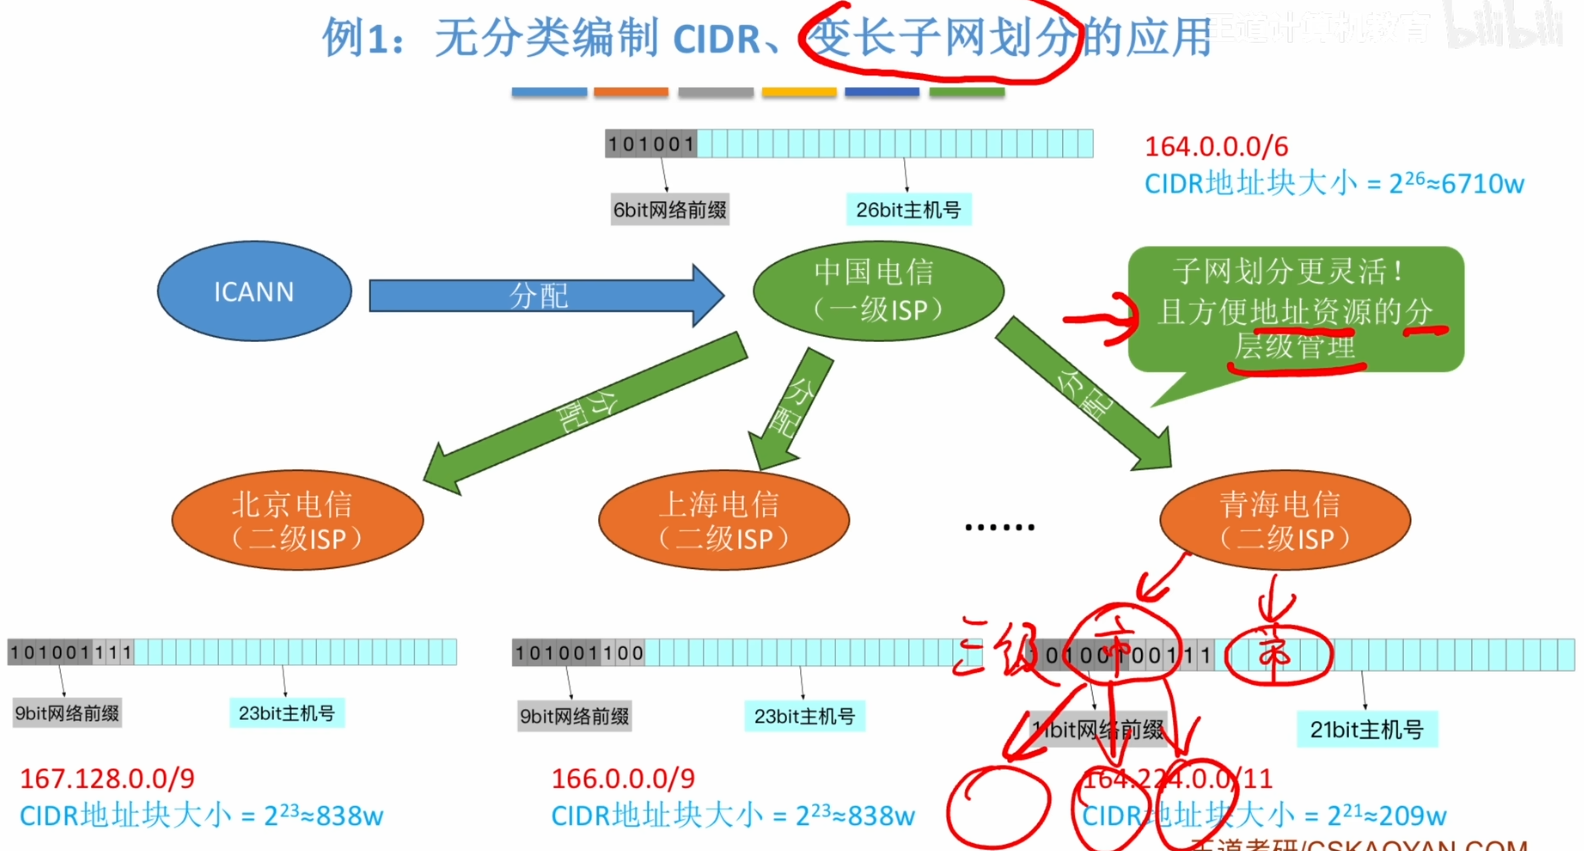 例1：无分类编制 CIDR、变长子网划分的应用
王道计算机教育
bilibili
101001
164.0.0.0/6
CIDR地址块大小 = 2²⁶≈6710w
6bit网络前缀
26bit主机号
ICANN
分配
中国电信
（一级ISP）
子网划分更灵活！
且方便地址资源的分
层级管理
分配
分配
分配
北京电信
（二级ISP）
上海电信
（二级ISP）
......
青海电信
（二级ISP）
101001111
101001100
三级
市
市
10100100111
9bit网络前缀
23bit主机号
9bit网络前缀
23bit主机号
11bit网络前缀
21bit主机号
167.128.0.0/9
CIDR地址块大小 = 2²³≈838w
166.0.0.0/9
CIDR地址块大小 = 2²³≈838w
164.224.0.0/11
CIDR地址块大小 = 2²¹≈209w
王道考研/CSKAOYAN.COM